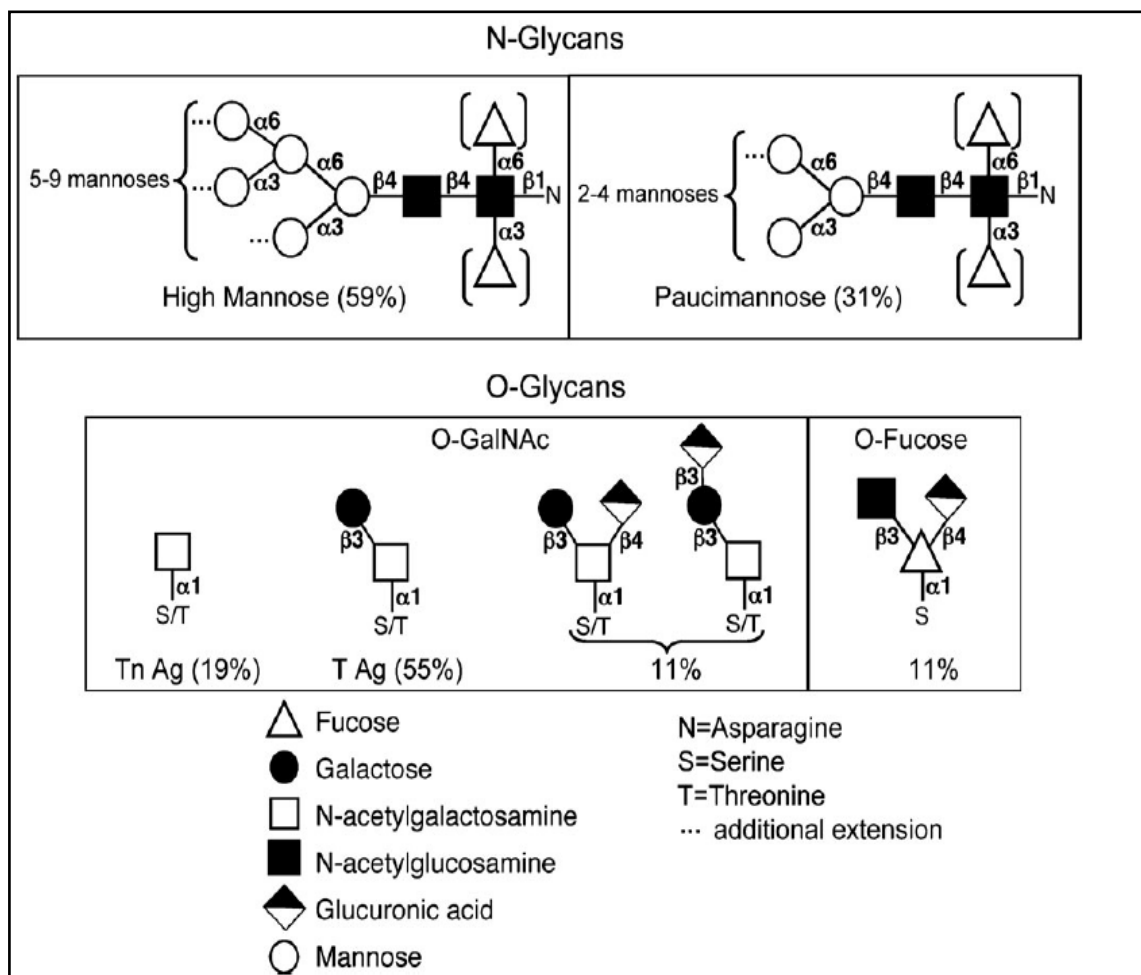 N-Glycans
α6
α3
α6
α3
5-9 mannoses
β4
β4
α6
β1
N
α3
...
...
...
High Mannose (59%)
α6
α3
2-4 mannoses
β4
β4
α6
β1
N
α3
...
Paucimannose (31%)
O-Glycans
O-GalNAc
O-Fucose
α1
S/T
β3
α1
S/T
β3
β4
α1
S/T
β3
β3
α1
S/T
β3
β4
α1
S
Tn Ag (19%)
T Ag (55%)
11%
11%
Fucose
Galactose
N-acetylgalactosamine
N-acetylglucosamine
Glucuronic acid
Mannose
N=Asparagine
S=Serine
T=Threonine
... additional extension